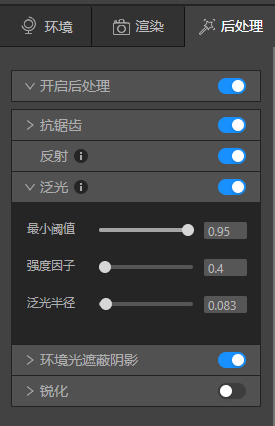 环境 渲染 后处理
开启后处理
抗锯齿
反射
泛光
最小阈值 0.95
强度因子 0.4
泛光半径 0.083
环境光遮蔽阴影
锐化